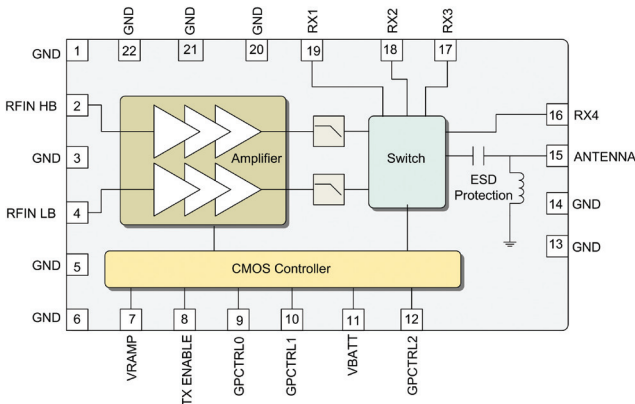 GND
GND
GND
RX1
RX2
RX3
1
22
21
20
19
18
17
GND
RFIN HB
2
16
RX4
GND
3
Amplifier
Switch
15
ANTENNA
ESD
Protection
RFIN LB
4
14
GND
13
GND
GND
5
CMOS Controller
GND
6
7
8
9
10
11
12
VRAMP
TX ENABLE
GPCTRL0
GPCTRL1
VBATT
GPCTRL2